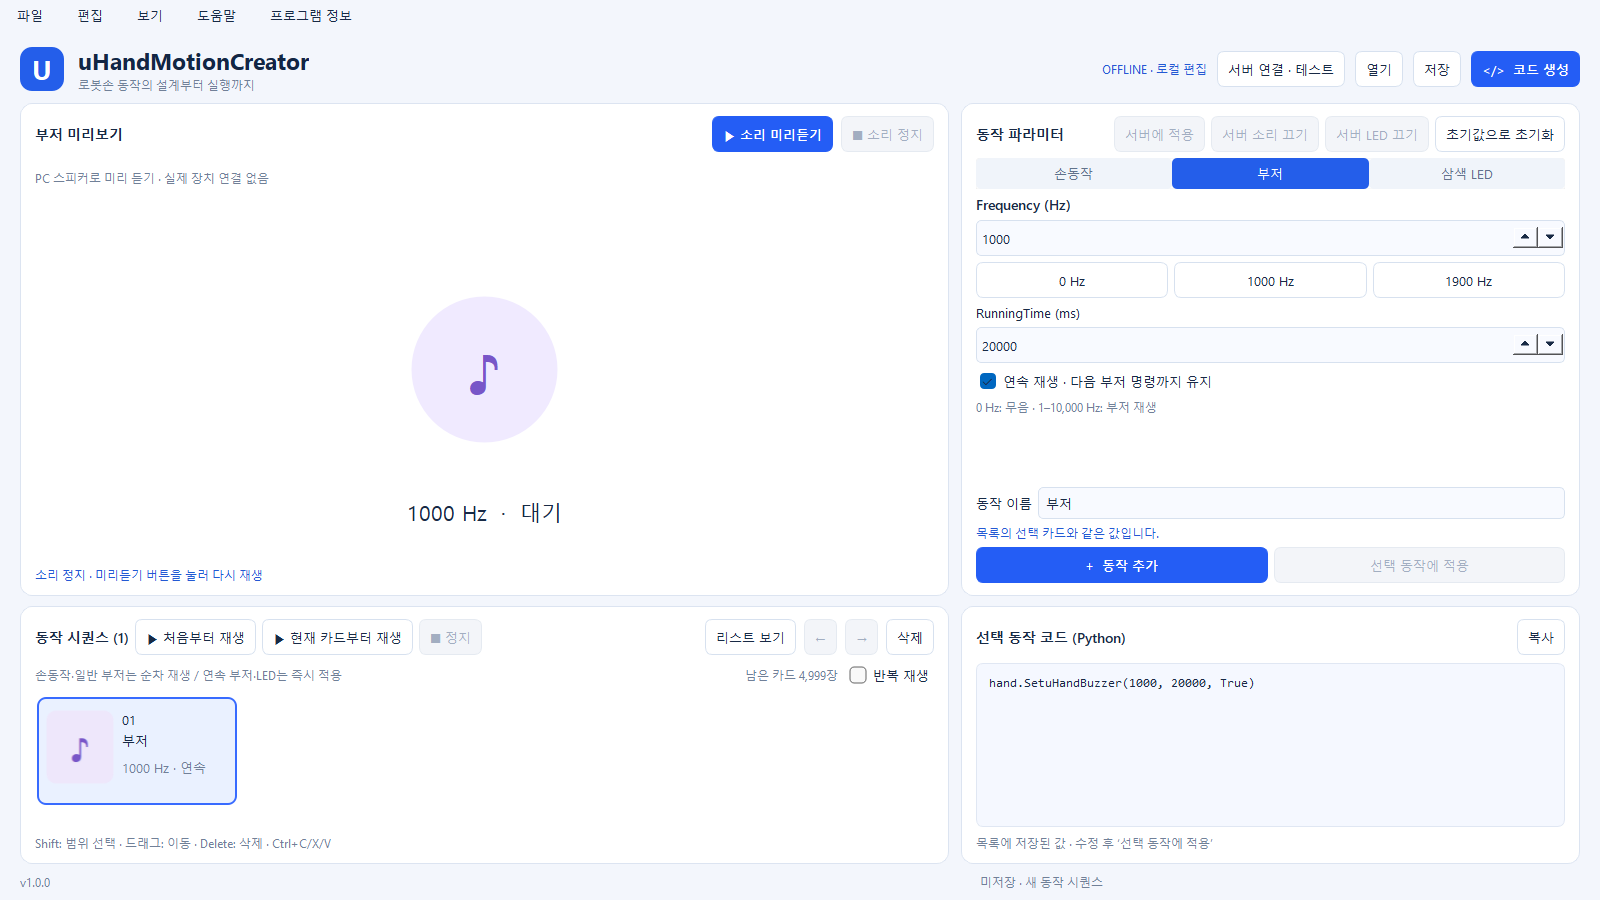 파일 편집 보기 도움말 프로그램 정보
U
uHandMotionCreator
로봇손 동작의 설계부터 실행까지
OFFLINE · 로컬 편집
서버 연결 · 테스트
열기
저장
</> 코드 생성
부저 미리보기
▶ 소리 미리듣기
■ 소리 정지
PC 스피커로 미리 듣기 · 실제 장치 연결 없음
1000 Hz · 대기
소리 정지 · 미리듣기 버튼을 눌러 다시 재생
동작 파라미터
서버에 적용
서버 소리 끄기
서버 LED 끄기
초기값으로 초기화
손동작
부저
삼색 LED
Frequency (Hz)
1000
0 Hz
1000 Hz
1900 Hz
RunningTime (ms)
20000
연속 재생 · 다음 부저 명령까지 유지
0 Hz: 무음 · 1–10,000 Hz: 부저 재생
동작 이름
부저
목록의 선택 카드와 같은 값입니다.
+ 동작 추가
선택 동작에 적용
동작 시퀀스 (1)
▶ 처음부터 재생
▶ 현재 카드부터 재생
■ 정지
리스트 보기
←
→
삭제
손동작·일반 부저는 순차 재생 / 연속 부저·LED는 즉시 적용
남은 카드 4,999장
반복 재생
01
부저
1000 Hz · 연속
Shift: 범위 선택 · 드래그: 이동 · Delete: 삭제 · Ctrl+C/X/V
선택 동작 코드 (Python)
복사
hand.SetuHandBuzzer(1000, 20000, True)
목록에 저장된 값 · 수정 후 '선택 동작에 적용'
v1.0.0
미저장 · 새 동작 시퀀스